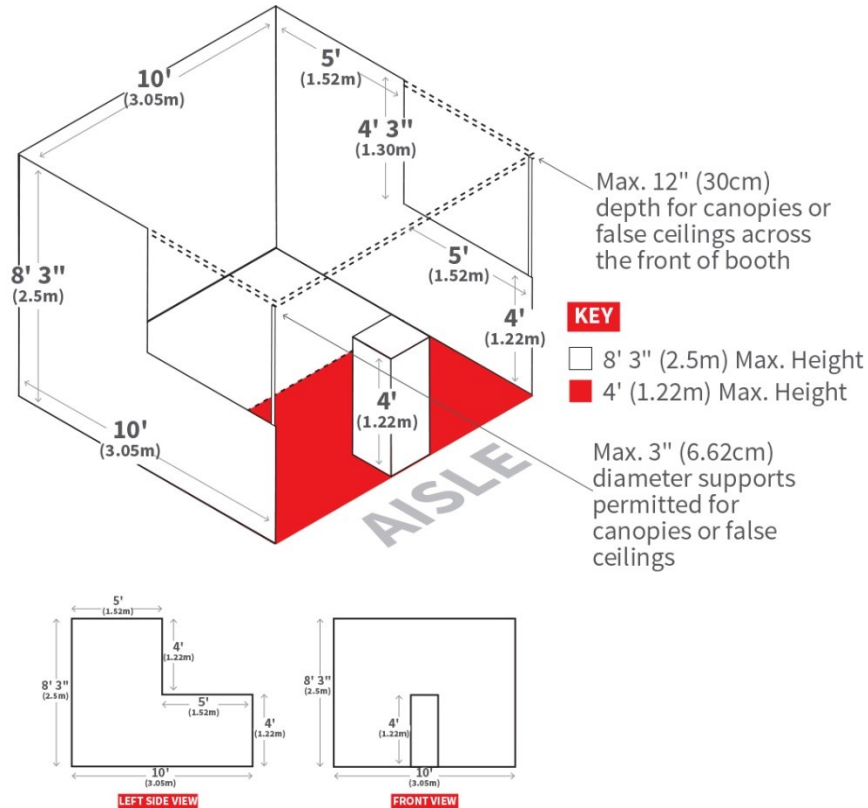 10'
(3.05m)
5'
(1.52m)
4' 3"
(1.30m)
Max. 12" (30cm)
depth for canopies or
false ceilings across
the front of booth
8' 3"
(2.5m)
5'
(1.52m)
4'
(1.22m)
KEY
8' 3" (2.5m) Max. Height
4' (1.22m) Max. Height
4'
(1.22m)
10'
(3.05m)
AISLE
Max. 3" (6.62cm)
diameter supports
permitted for
canopies or false
ceilings
5'
(1.52m)
4'
(1.22m)
8' 3"
(2.5m)
5'
(1.52m)
4'
(1.22m)
10'
(3.05m)
LEFT SIDE VIEW
8' 3"
(2.5m)
4'
(1.22m)
10'
(3.05m)
FRONT VIEW